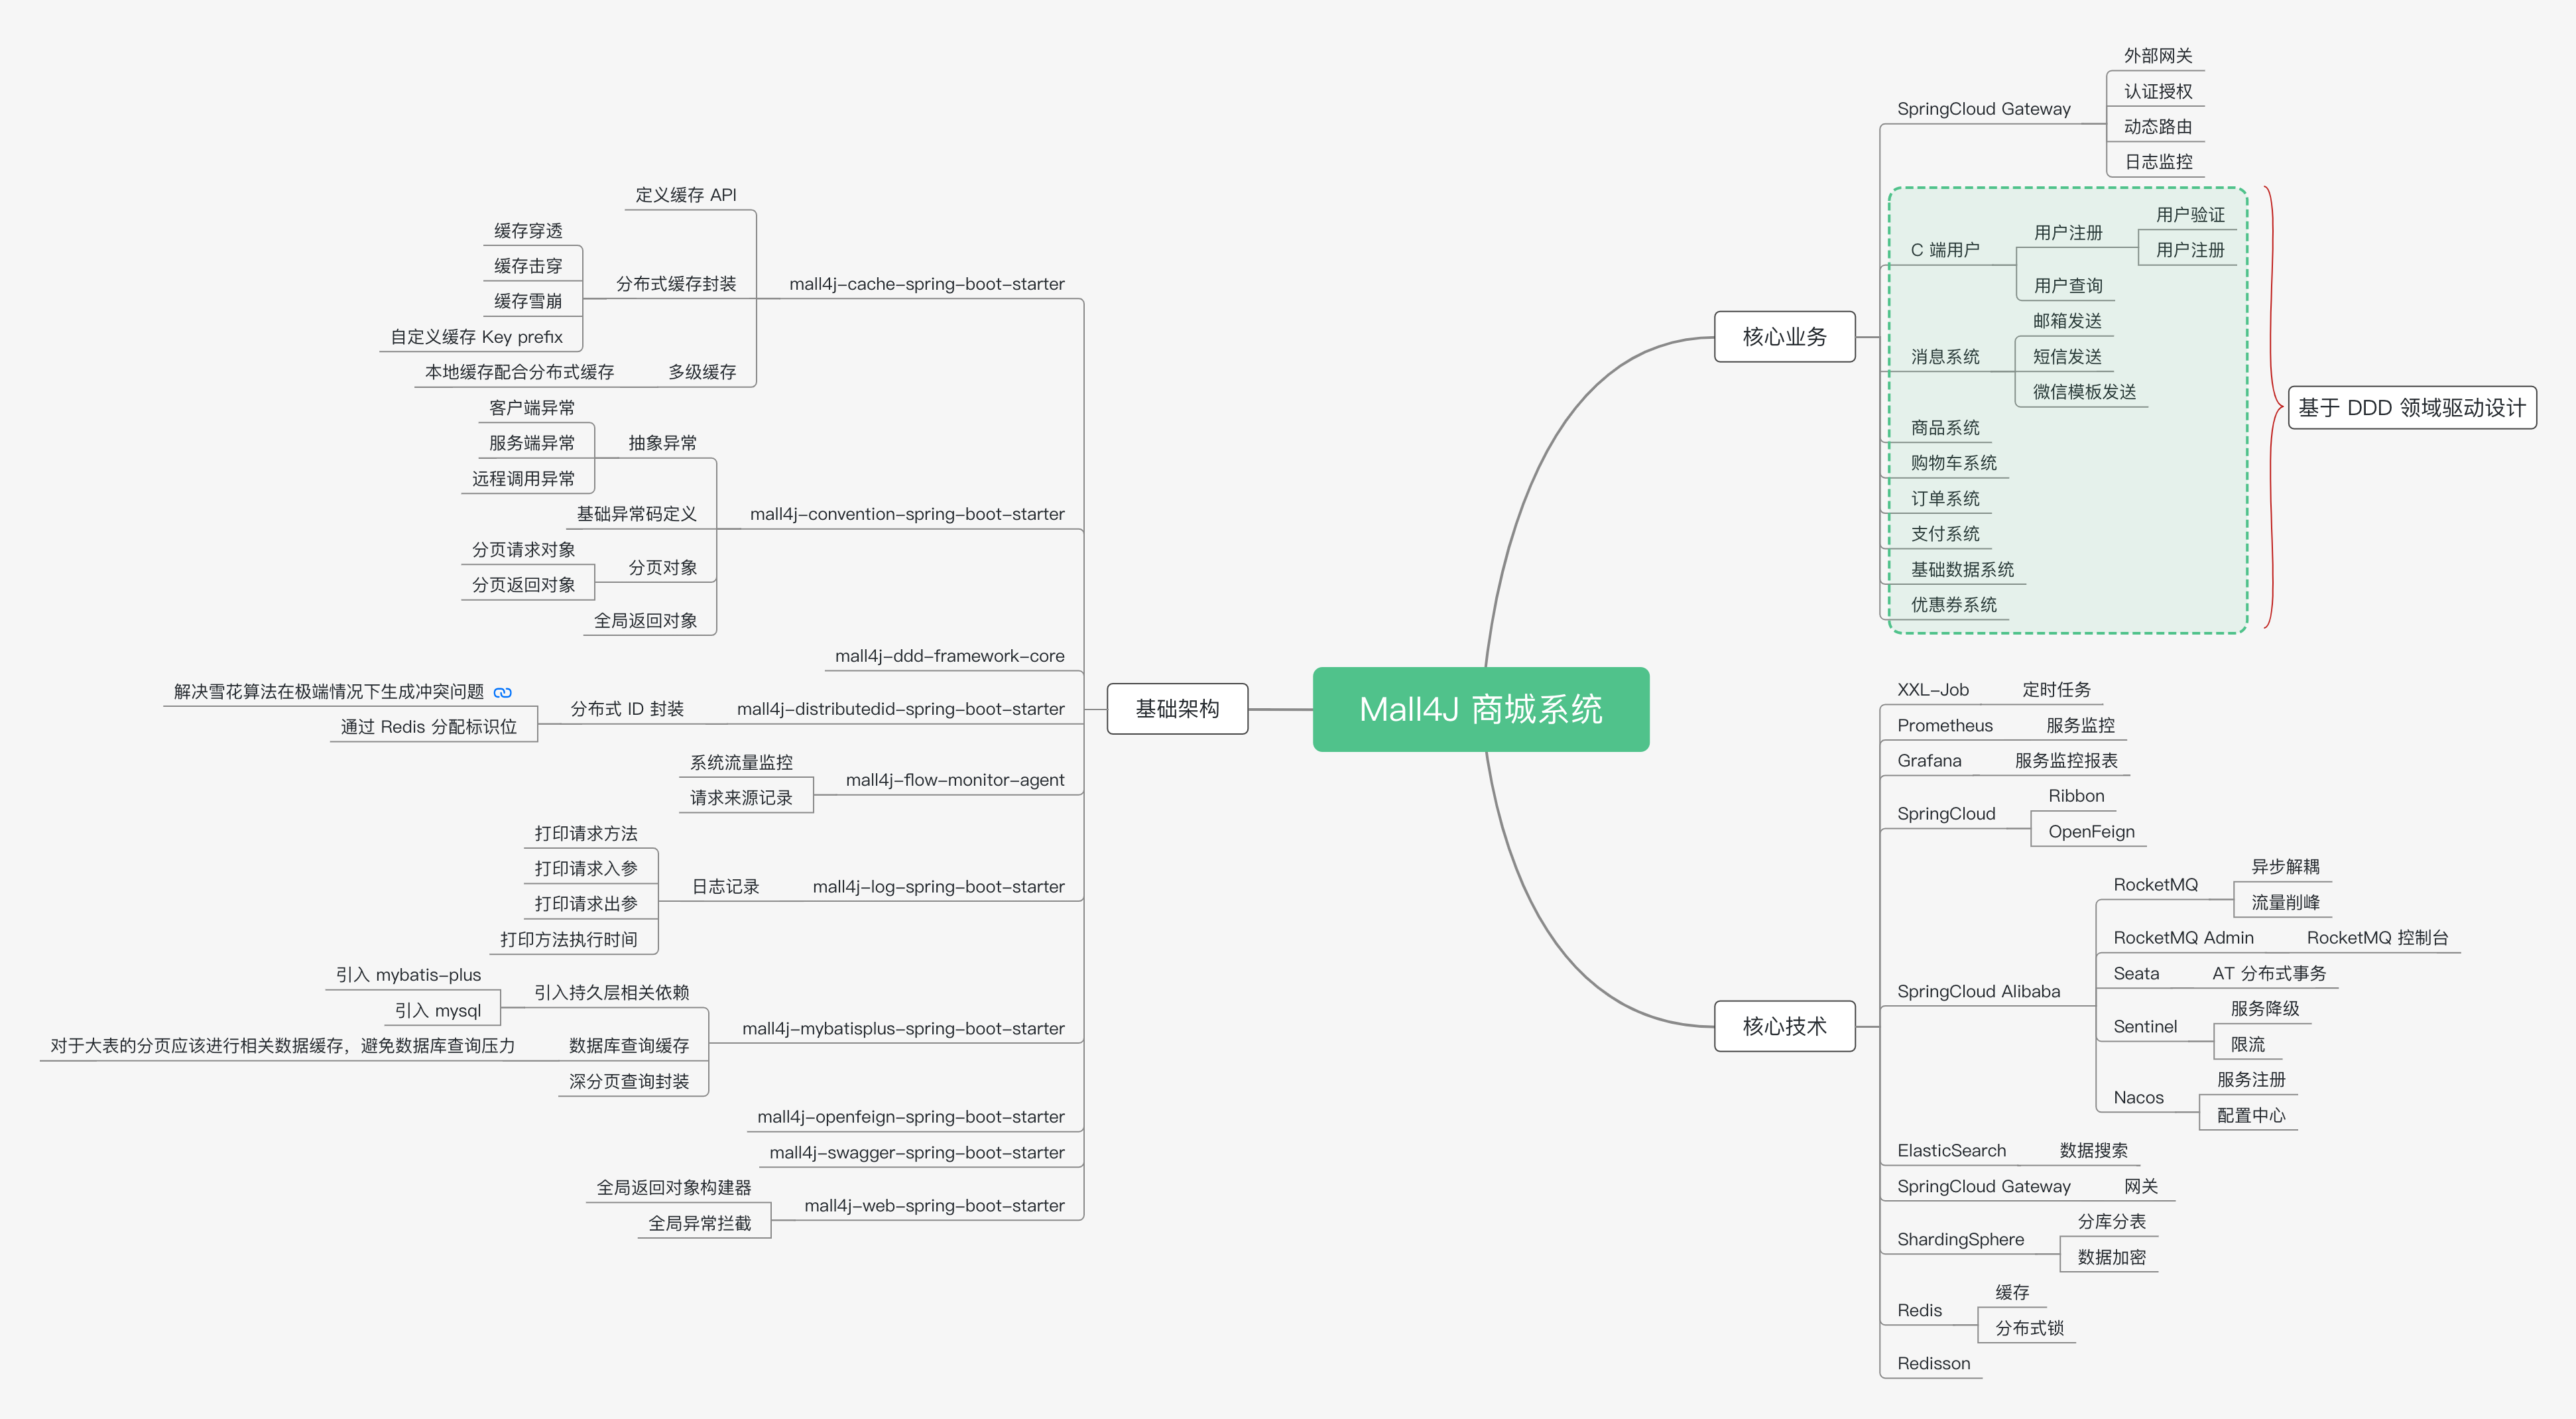 Mall4J 商城系统
核心业务
SpringCloud Gateway
外部网关
认证授权
动态路由
日志监控
C 端用户
用户注册
用户验证
用户注册
用户查询
消息系统
邮箱发送
短信发送
微信模板发送
商品系统
购物车系统
订单系统
支付系统
基础数据系统
优惠券系统
基于 DDD 领域驱动设计
核心技术
XXL-Job
定时任务
Prometheus
服务监控
Grafana
服务监控报表
SpringCloud
Ribbon
OpenFeign
SpringCloud Alibaba
RocketMQ
异步解耦
流量削峰
RocketMQ Admin
RocketMQ 控制台
Seata
AT 分布式事务
Sentinel
服务降级
限流
Nacos
服务注册
配置中心
ElasticSearch
数据搜索
SpringCloud Gateway
网关
ShardingSphere
分库分表
数据加密
Redis
缓存
分布式锁
Redisson
基础架构
mall4j-cache-spring-boot-starter
定义缓存 API
分布式缓存封装
缓存穿透
缓存击穿
缓存雪崩
自定义缓存 Key prefix
多级缓存
本地缓存配合分布式缓存
mall4j-convention-spring-boot-starter
抽象异常
客户端异常
服务端异常
远程调用异常
基础异常码定义
分页对象
分页请求对象
分页返回对象
全局返回对象
mall4j-ddd-framework-core
mall4j-distributedid-spring-boot-starter
分布式 ID 封装
解决雪花算法在极端情况下生成冲突问题
通过 Redis 分配标识位
mall4j-flow-monitor-agent
系统流量监控
请求来源记录
mall4j-log-spring-boot-starter
日志记录
打印请求方法
打印请求入参
打印请求出参
打印方法执行时间
mall4j-mybatisplus-spring-boot-starter
引入持久层相关依赖
引入 mybatis-plus
引入 mysql
数据库查询缓存
对于大表的分页应该进行相关数据缓存，避免数据库查询压力
深分页查询封装
mall4j-openfeign-spring-boot-starter
mall4j-swagger-spring-boot-starter
mall4j-web-spring-boot-starter
全局返回对象构建器
全局异常拦截